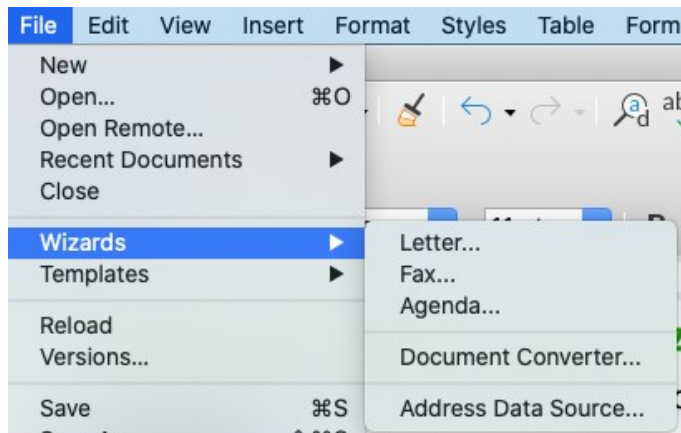 File Edit View Insert Format Styles Table Form
New
Open... ⌘O
Open Remote...
Recent Documents
Close
Wizards
Templates
Reload
Versions...
Save ⌘S
Letter...
Fax...
Agenda...
Document Converter...
Address Data Source...